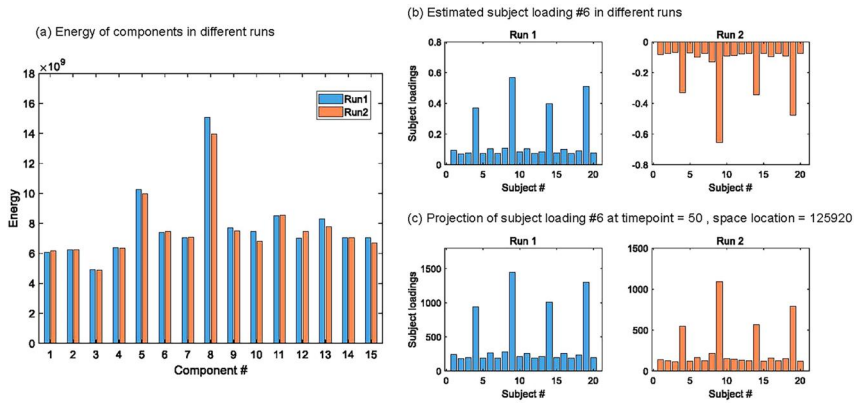 (a) Energy of components in different runs
×10⁹
18
16
14
12
10
8
6
4
2
0
Energy
Run1
Run2
1 2 3 4 5 6 7 8 9 10 11 12 13 14 15
Component #
(b) Estimated subject loading #6 in different runs
Run 1
0.8
0.6
0.4
0.2
0
Subject loadings
0 5 10 15 20
Subject #
Run 2
0
-0.2
-0.4
-0.6
-0.8
0 5 10 15 20
Subject #
(c) Projection of subject loading #6 at timepoint = 50 , space location = 125920
Run 1
1500
1000
500
0
Subject loadings
0 5 10 15 20
Subject #
Run 2
1500
1000
500
0
0 5 10 15 20
Subject #